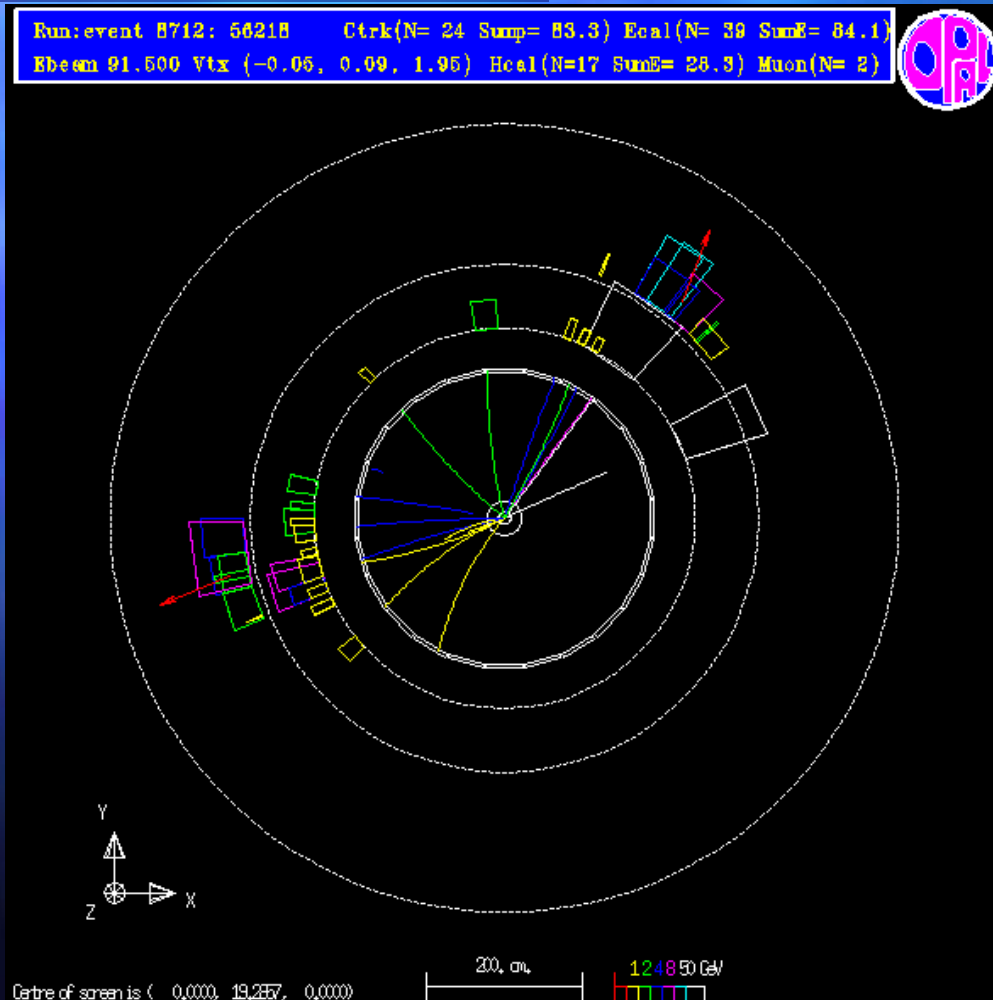 Run:event 8712: 56218 Ctrk(N= 24 Sump= 83.3) Ecal(N= 39 SumE= 84.1)
Ebeam 91.500 Vtx (-0.05, 0.09, 1.95) Hcal(N=17 SumE= 28.3) Muon(N= 2)
OPAL
Y
X
Z
200. cm.
1 2 4 8 50 GeV
Centre of screen is ( 0.0000, 19.2857, 0.0000)